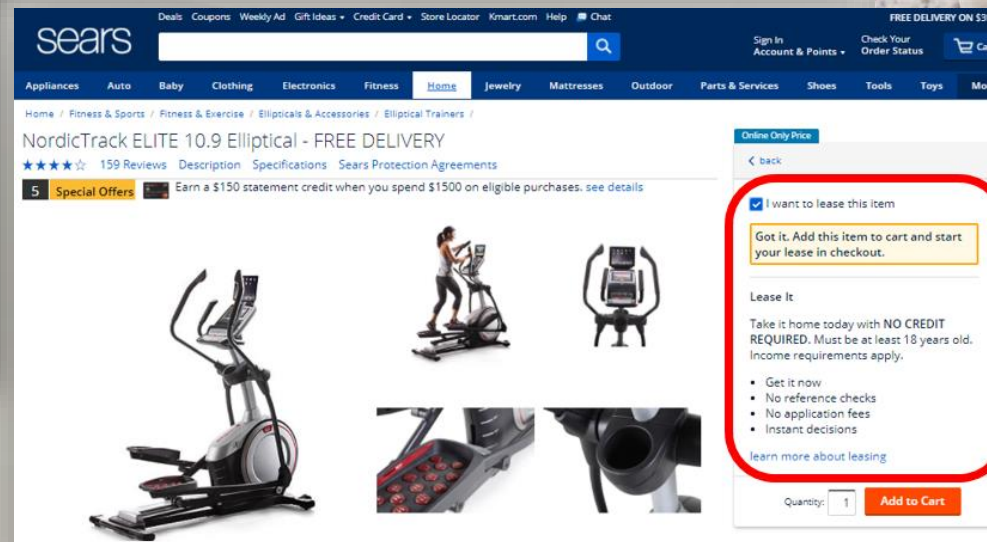 Deals Coupons Weekly Ad Gift Ideas Credit Card Store Locator Kmart.com Help Chat
FREE DELIVERY ON
sears
Sign In
Account & Points
Check Your
Order Status
Appliances Auto Baby Clothing Electronics Fitness Home Jewelry Mattresses Outdoor Parts & Services Shoes Tools Toys
Home / Fitness & Sports / Fitness & Exercise / Ellipticals & Accessories / Elliptical Trainers /
NordicTrack ELITE 10.9 Elliptical - FREE DELIVERY
159 Reviews Description Specifications Sears Protection Agreements
5 Special Offers Earn a $150 statement credit when you spend $1500 on eligible purchases. see details
Online Only Price
back
I want to lease this item
Got it. Add this item to cart and start
your lease in checkout.
Lease It
Take it home today with NO CREDIT
REQUIRED. Must be at least 18 years old.
Income requirements apply.
• Get it now
• No reference checks
• No application fees
• Instant decisions
learn more about leasing
Quantity: 1 Add to Cart